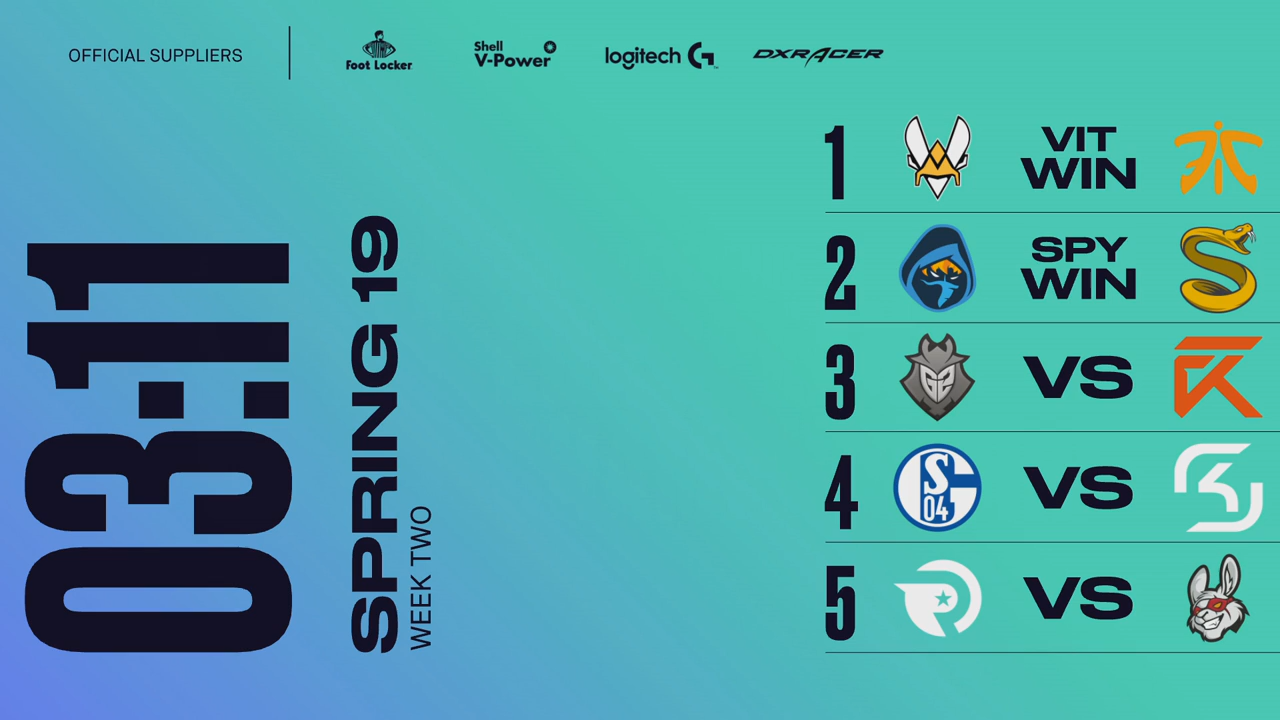 OFFICIAL SUPPLIERS
Foot Locker
Shell
V-Power
logitech G
DXRACER
03:11
SPRING 19
WEEK TWO
1
VIT
WIN
2
SPY
WIN
3
G2
VS
4
S
04
VS
5
VS